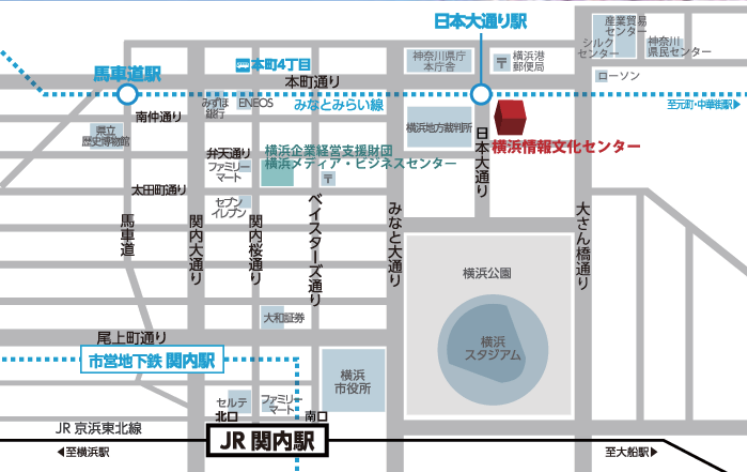 日本大通り駅
産業貿易
センター
シルク
センター
神奈川
県民センター
神奈川県庁
本庁舎
〒
横浜港
郵便局
ローソン
馬車道駅
本町4丁目
本町通り
みずほ
銀行
ENEOS
みなとみらい線
至元町・中華街駅▶
南仲通り
県立
歴史博物館
横浜地方裁判所
日本大通り
横浜情報文化センター
弁天通り
ファミリー
マート
横浜企業経営支援財団
横浜メディア・ビジネスセンター
〒
太田町通り
セブン
イレブン
馬車道
関内大通り
関内桜通り
ベイスターズ通り
みなと大通り
大さん橋通り
横浜公園
横浜
スタジアム
大和証券
尾上町通り
市営地下鉄 関内駅
横浜
市役所
セルテ
ファミリー
マート
北口
南口
JR 京浜東北線
JR 関内駅
◀至横浜駅
至大船駅▶